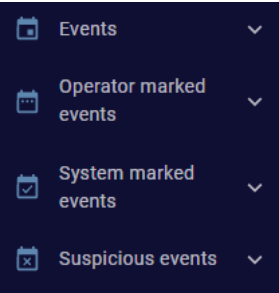 Events
Operator marked
events
System marked
events
Suspicious events